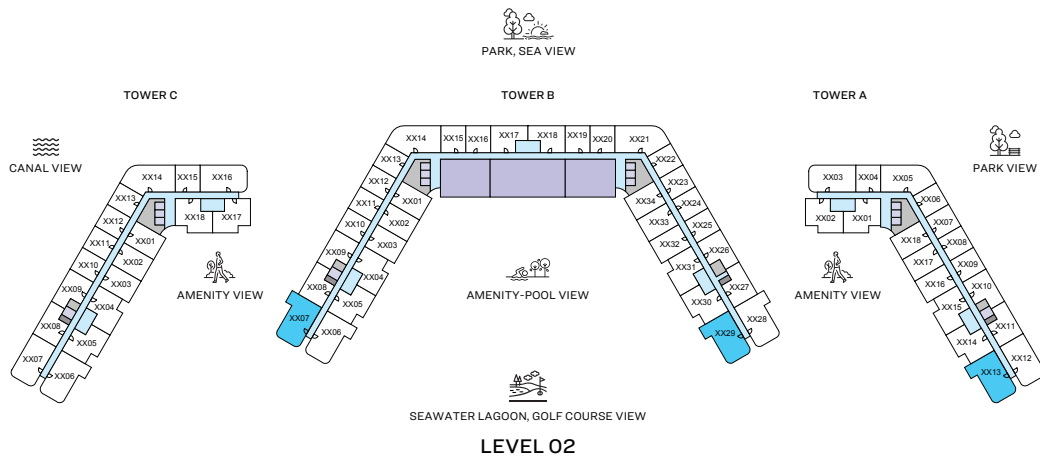 PARK, SEA VIEW
TOWER C
TOWER B
TOWER A
CANAL VIEW
PARK VIEW
XX14
XX15
XX16
XX13
XX18
XX17
XX12
XX01
XX11
XX02
XX10
XX03
XX09
XX04
XX08
XX05
XX07
XX06
AMENITY VIEW
XX14
XX15
XX16
XX17
XX18
XX19
XX20
XX21
XX13
XX22
XX12
XX23
XX11
XX01
XX34
XX24
XX10
XX02
XX33
XX25
XX09
XX03
XX32
XX26
XX08
XX04
XX31
XX27
XX07
XX05
XX30
XX28
XX06
XX29
AMENITY-POOL VIEW
XX03
XX04
XX05
XX02
XX01
XX06
XX18
XX07
XX17
XX08
XX16
XX09
XX15
XX10
XX14
XX11
XX13
XX12
AMENITY VIEW
SEAWATER LAGOON, GOLF COURSE VIEW
LEVEL 02